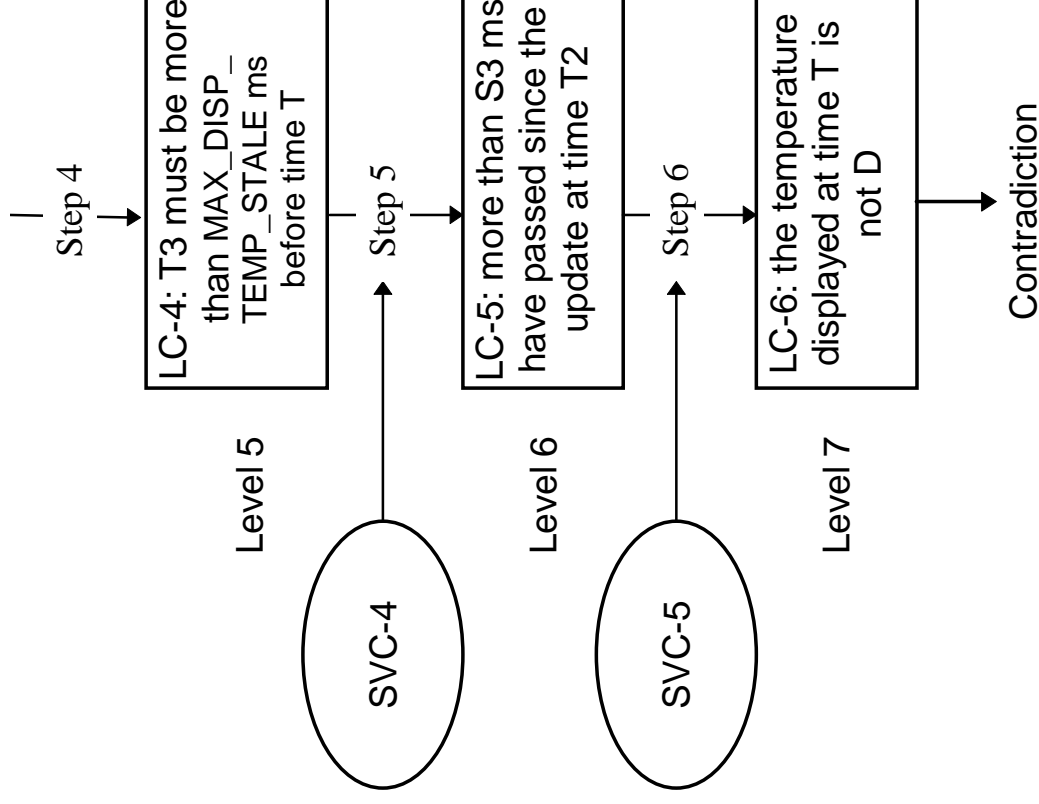 Step 4
LC-4: T3 must be more
than MAX_DISP_
TEMP_STALE ms
before time T
Level 5
Step 5
SVC-4
LC-5: more than S3 ms
have passed since the
update at time T2
Level 6
Step 6
SVC-5
LC-6: the temperature
displayed at time T is
not D
Level 7
Contradiction